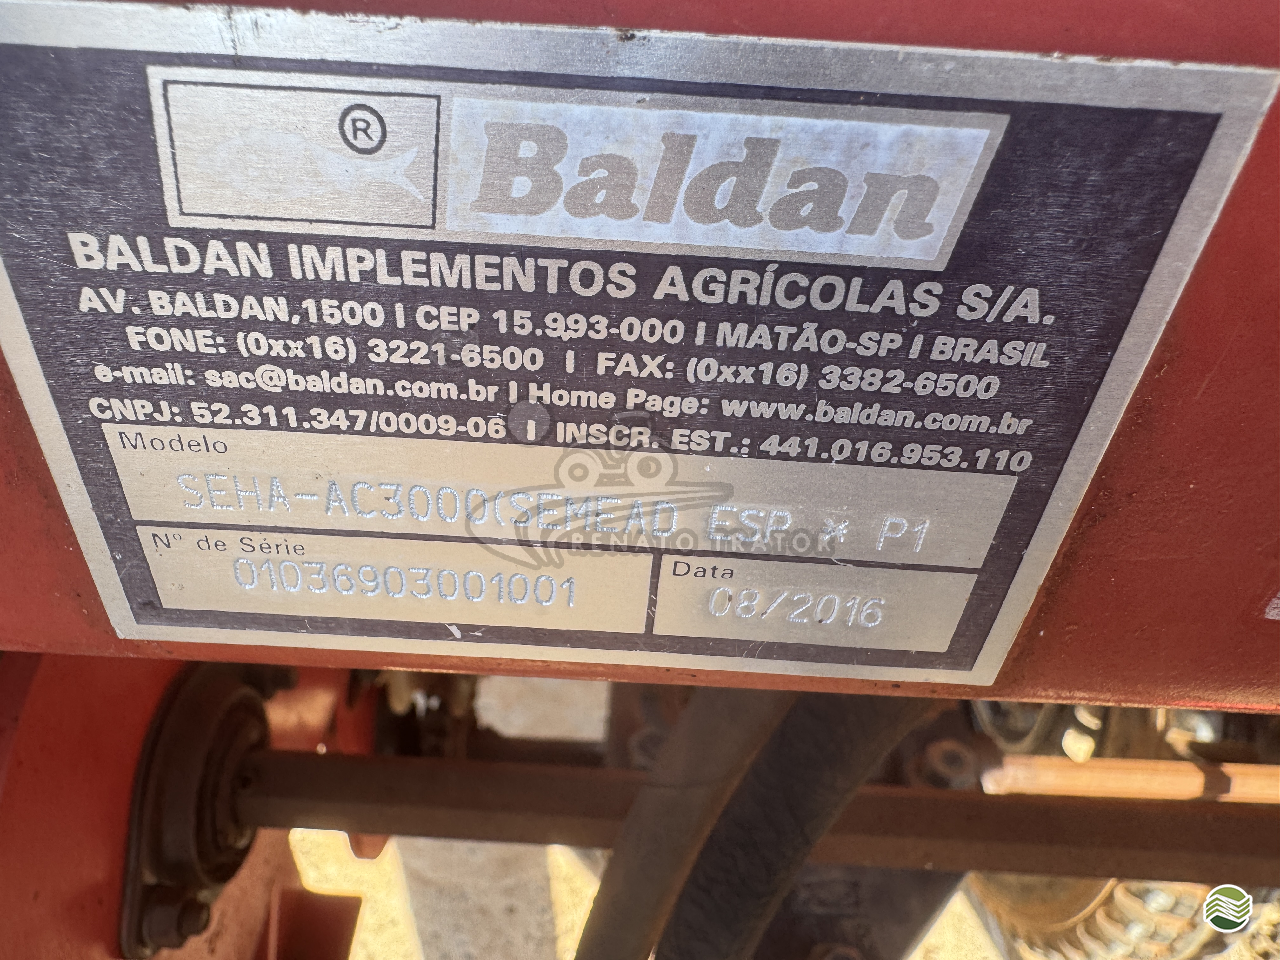 ®
Baldan
BALDAN IMPLEMENTOS AGRÍCOLAS S/A.
AV. BALDAN,1500 | CEP 15.993-000 | MATÃO-SP | BRASIL
FONE: (0xx16) 3221-6500 | FAX: (0xx16) 3382-6500
e-mail: sac@baldan.com.br | Home Page: www.baldan.com.br
CNPJ: 52.311.347/0009-06 | INSCR. EST.: 441.016.953.110
Modelo
SEHA-AC3000(SEMEAD ESP * P1
RENATO TRATOR
Nº de Série
01036903001001
Data
08/2016